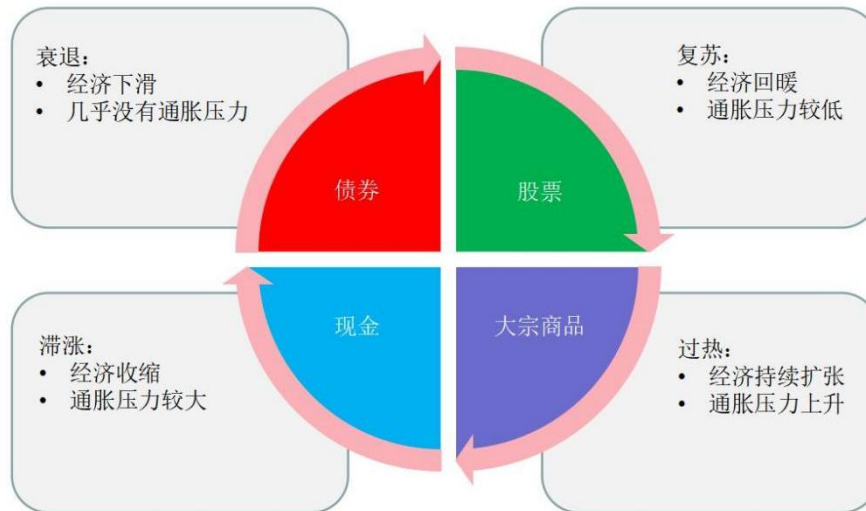 衰退：
• 经济下滑
• 几乎没有通胀压力
复苏：
• 经济回暖
• 通胀压力较低
债券
股票
现金
大宗商品
滞涨：
• 经济收缩
• 通胀压力较大
过热：
• 经济持续扩张
• 通胀压力上升